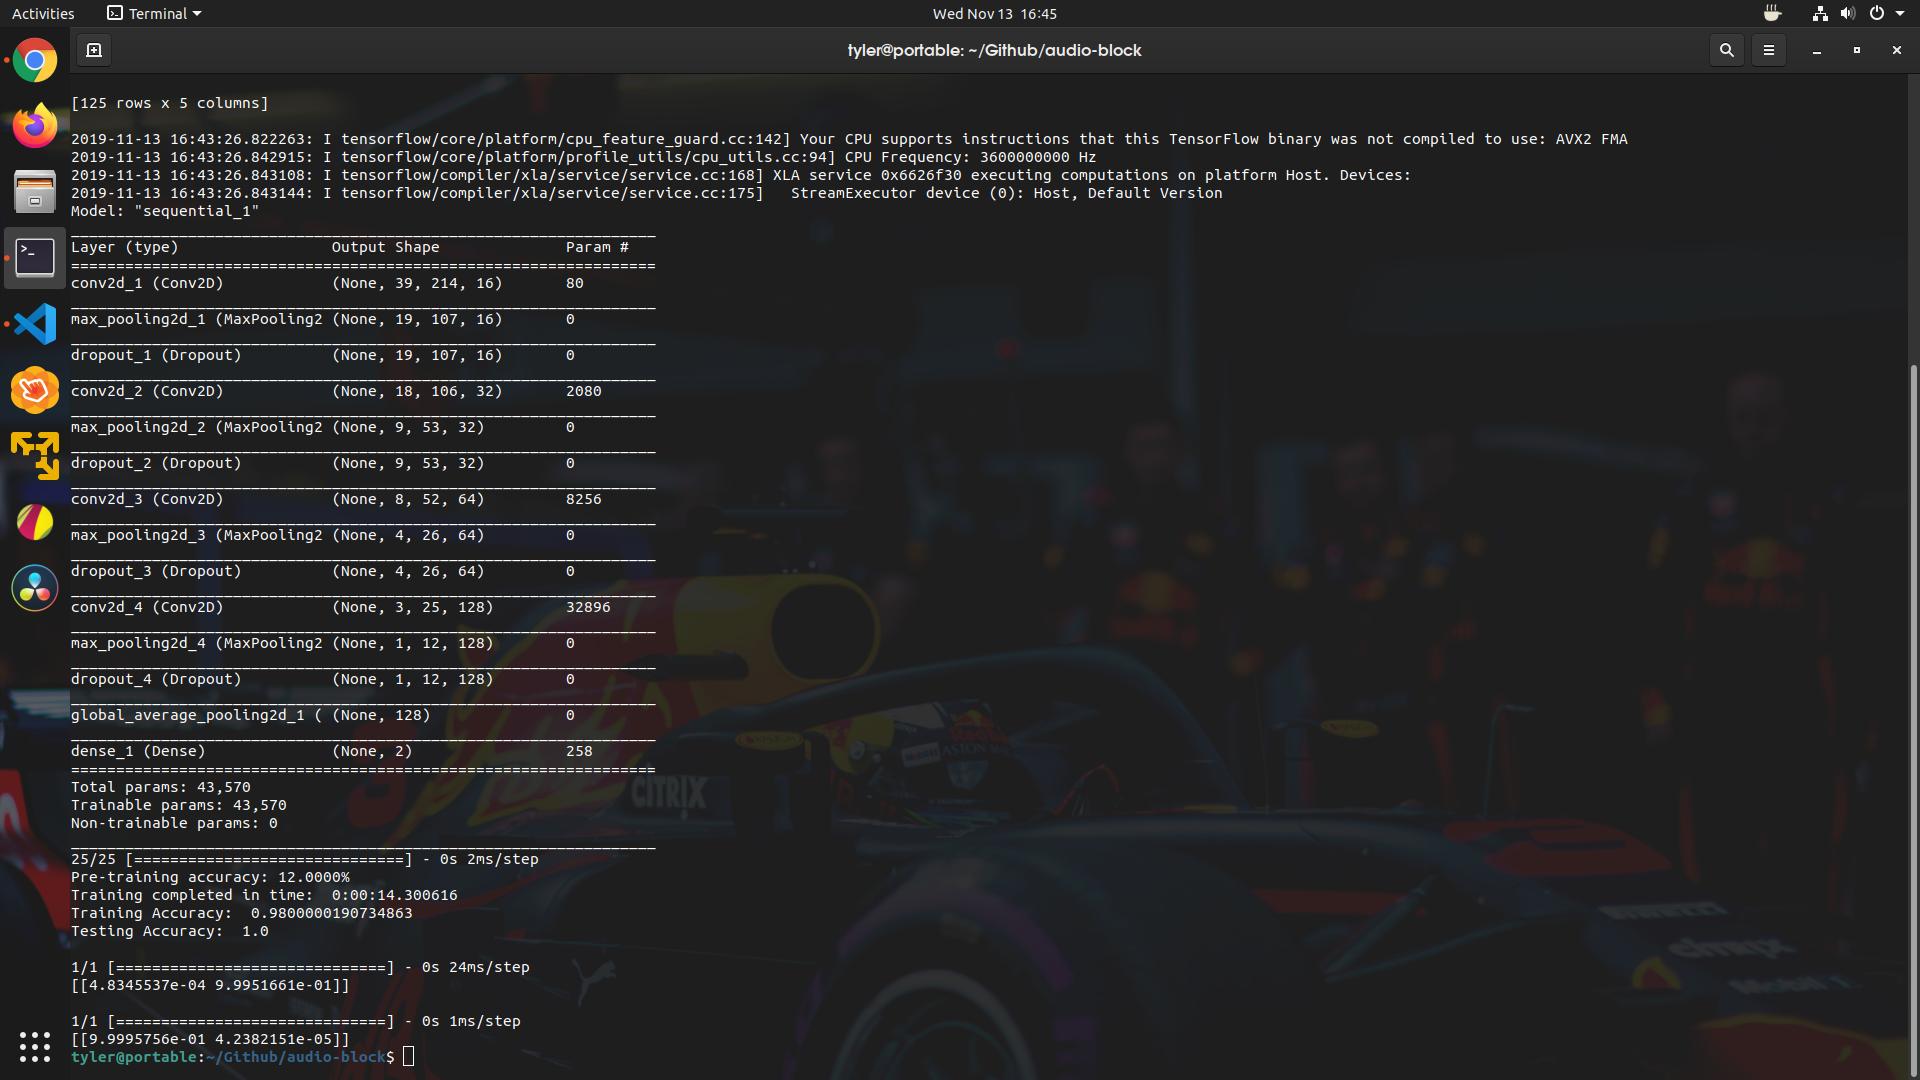 Activities
Terminal
Wed Nov 13 16:45
tyler@portable: ~/Github/audio-block
[125 rows x 5 columns]
2019-11-13 16:43:26.822263: I tensorflow/core/platform/cpu_feature_guard.cc:142] Your CPU supports instructions that this TensorFlow binary was not compiled to use: AVX2 FMA
2019-11-13 16:43:26.842915: I tensorflow/core/platform/profile_utils/cpu_utils.cc:94] CPU Frequency: 3600000000 Hz
2019-11-13 16:43:26.843108: I tensorflow/compiler/xla/service/service.cc:168] XLA service 0x6626f30 executing computations on platform Host. Devices:
2019-11-13 16:43:26.843144: I tensorflow/compiler/xla/service/service.cc:175]   StreamExecutor device (0): Host, Default Version
Model: "sequential_1"
_________________________________________________________________
Layer (type)                 Output Shape              Param #
=================================================================
conv2d_1 (Conv2D)            (None, 39, 214, 16)       80
_________________________________________________________________
max_pooling2d_1 (MaxPooling2 (None, 19, 107, 16)       0
_________________________________________________________________
dropout_1 (Dropout)          (None, 19, 107, 16)       0
_________________________________________________________________
conv2d_2 (Conv2D)            (None, 18, 106, 32)       2080
_________________________________________________________________
max_pooling2d_2 (MaxPooling2 (None, 9, 53, 32)         0
_________________________________________________________________
dropout_2 (Dropout)          (None, 9, 53, 32)         0
_________________________________________________________________
conv2d_3 (Conv2D)            (None, 8, 52, 64)         8256
_________________________________________________________________
max_pooling2d_3 (MaxPooling2 (None, 4, 26, 64)         0
_________________________________________________________________
dropout_3 (Dropout)          (None, 4, 26, 64)         0
_________________________________________________________________
conv2d_4 (Conv2D)            (None, 3, 25, 128)        32896
_________________________________________________________________
max_pooling2d_4 (MaxPooling2 (None, 1, 12, 128)        0
_________________________________________________________________
dropout_4 (Dropout)          (None, 1, 12, 128)        0
_________________________________________________________________
global_average_pooling2d_1 ( (None, 128)               0
_________________________________________________________________
dense_1 (Dense)              (None, 2)                 258
=================================================================
Total params: 43,570
Trainable params: 43,570
Non-trainable params: 0
_________________________________________________________________
25/25 [==============================] - 0s 2ms/step
Pre-training accuracy: 12.0000%
Training completed in time:  0:00:14.300616
Training Accuracy:  0.9800000190734863
Testing Accuracy:  1.0
1/1 [==============================] - 0s 24ms/step
[[4.8345537e-04 9.9951661e-01]]
1/1 [==============================] - 0s 1ms/step
[[9.9995756e-01 4.2382151e-05]]
tyler@portable:~/Github/audio-block$
CITRIX
ASTON
PIRELLI
CITRIX
Mobil 1